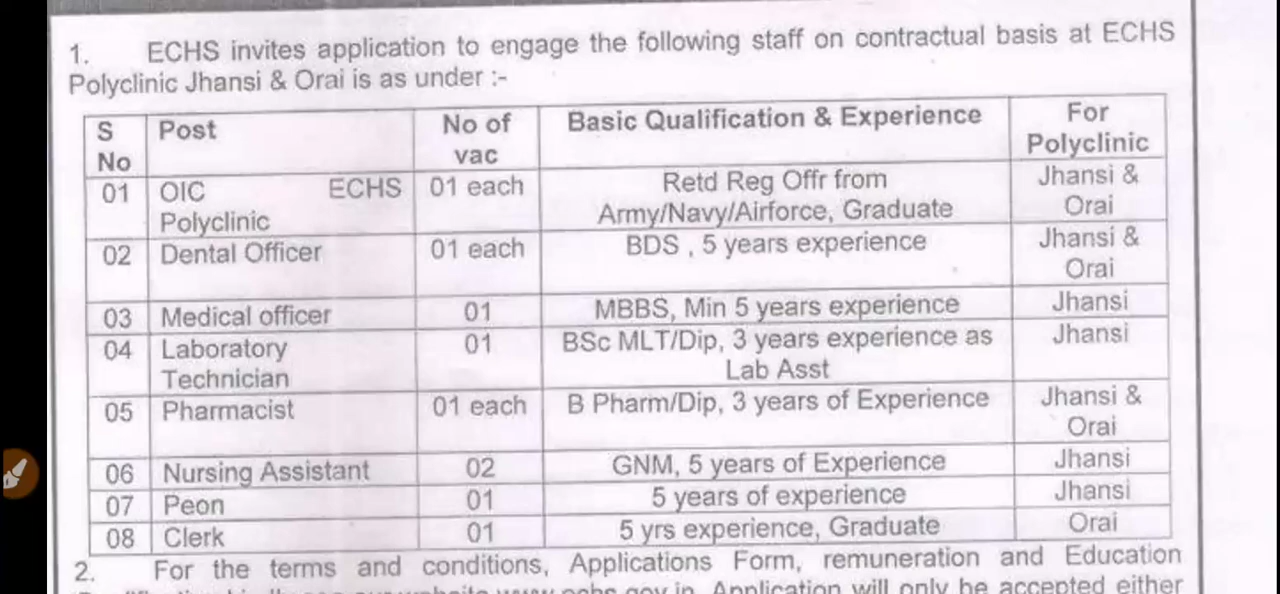 1. ECHS invites application to engage the following staff on contractual basis at ECHS
Polyclinic Jhansi & Orai is as under :-
S No | Post | No of vac | Basic Qualification & Experience | For Polyclinic
01 | OIC ECHS Polyclinic | 01 each | Retd Reg Offr from Army/Navy/Airforce, Graduate | Jhansi & Orai
02 | Dental Officer | 01 each | BDS , 5 years experience | Jhansi & Orai
03 | Medical officer | 01 | MBBS, Min 5 years experience | Jhansi
04 | Laboratory Technician | 01 | BSc MLT/Dip, 3 years experience as Lab Asst | Jhansi
05 | Pharmacist | 01 each | B Pharm/Dip, 3 years of Experience | Jhansi & Orai
06 | Nursing Assistant | 02 | GNM, 5 years of Experience | Jhansi
07 | Peon | 01 | 5 years of experience | Jhansi
08 | Clerk | 01 | 5 yrs experience, Graduate | Orai
2. For the terms and conditions, Applications Form, remuneration and Education
Application will only be accepted either